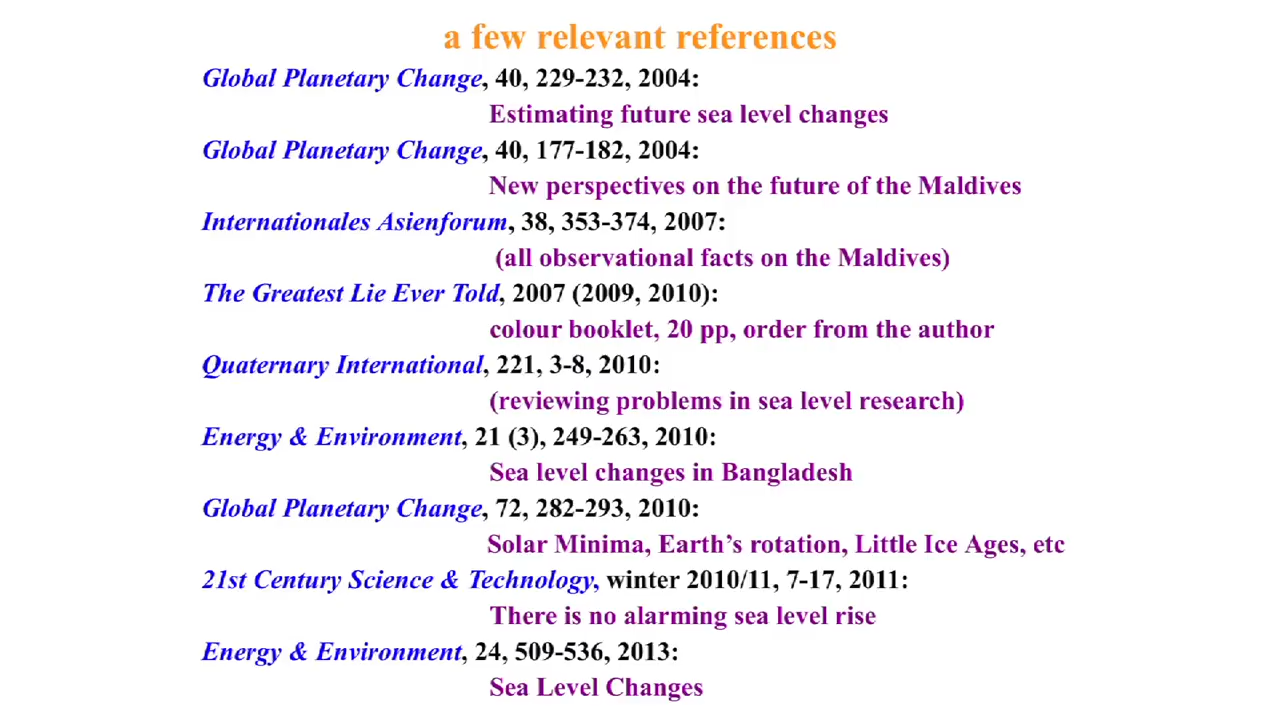 a few relevant references
Global Planetary Change, 40, 229-232, 2004:
Estimating future sea level changes
Global Planetary Change, 40, 177-182, 2004:
New perspectives on the future of the Maldives
Internationales Asienforum, 38, 353-374, 2007:
(all observational facts on the Maldives)
The Greatest Lie Ever Told, 2007 (2009, 2010):
colour booklet, 20 pp, order from the author
Quaternary International, 221, 3-8, 2010:
(reviewing problems in sea level research)
Energy & Environment, 21 (3), 249-263, 2010:
Sea level changes in Bangladesh
Global Planetary Change, 72, 282-293, 2010:
Solar Minima, Earth’s rotation, Little Ice Ages, etc
21st Century Science & Technology, winter 2010/11, 7-17, 2011:
There is no alarming sea level rise
Energy & Environment, 24, 509-536, 2013:
Sea Level Changes